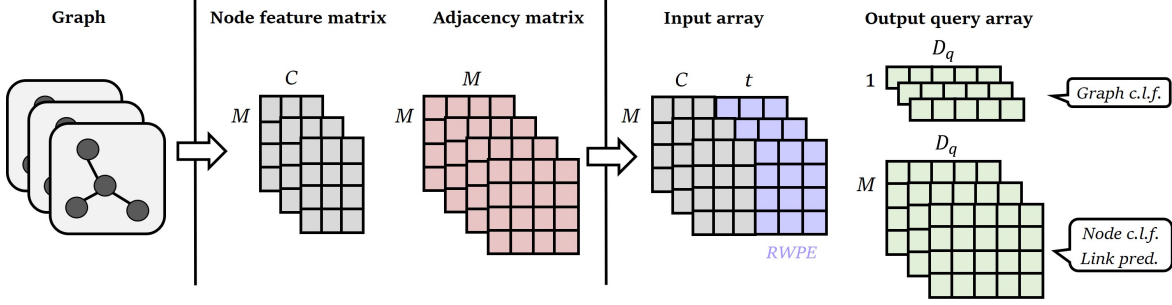 Graph
Node feature matrix
Adjacency matrix
Input array
Output query array
C
M
M
M
C
t
M
RWPE
D_q
1
Graph c.l.f.
D_q
M
Node c.l.f.
Link pred.